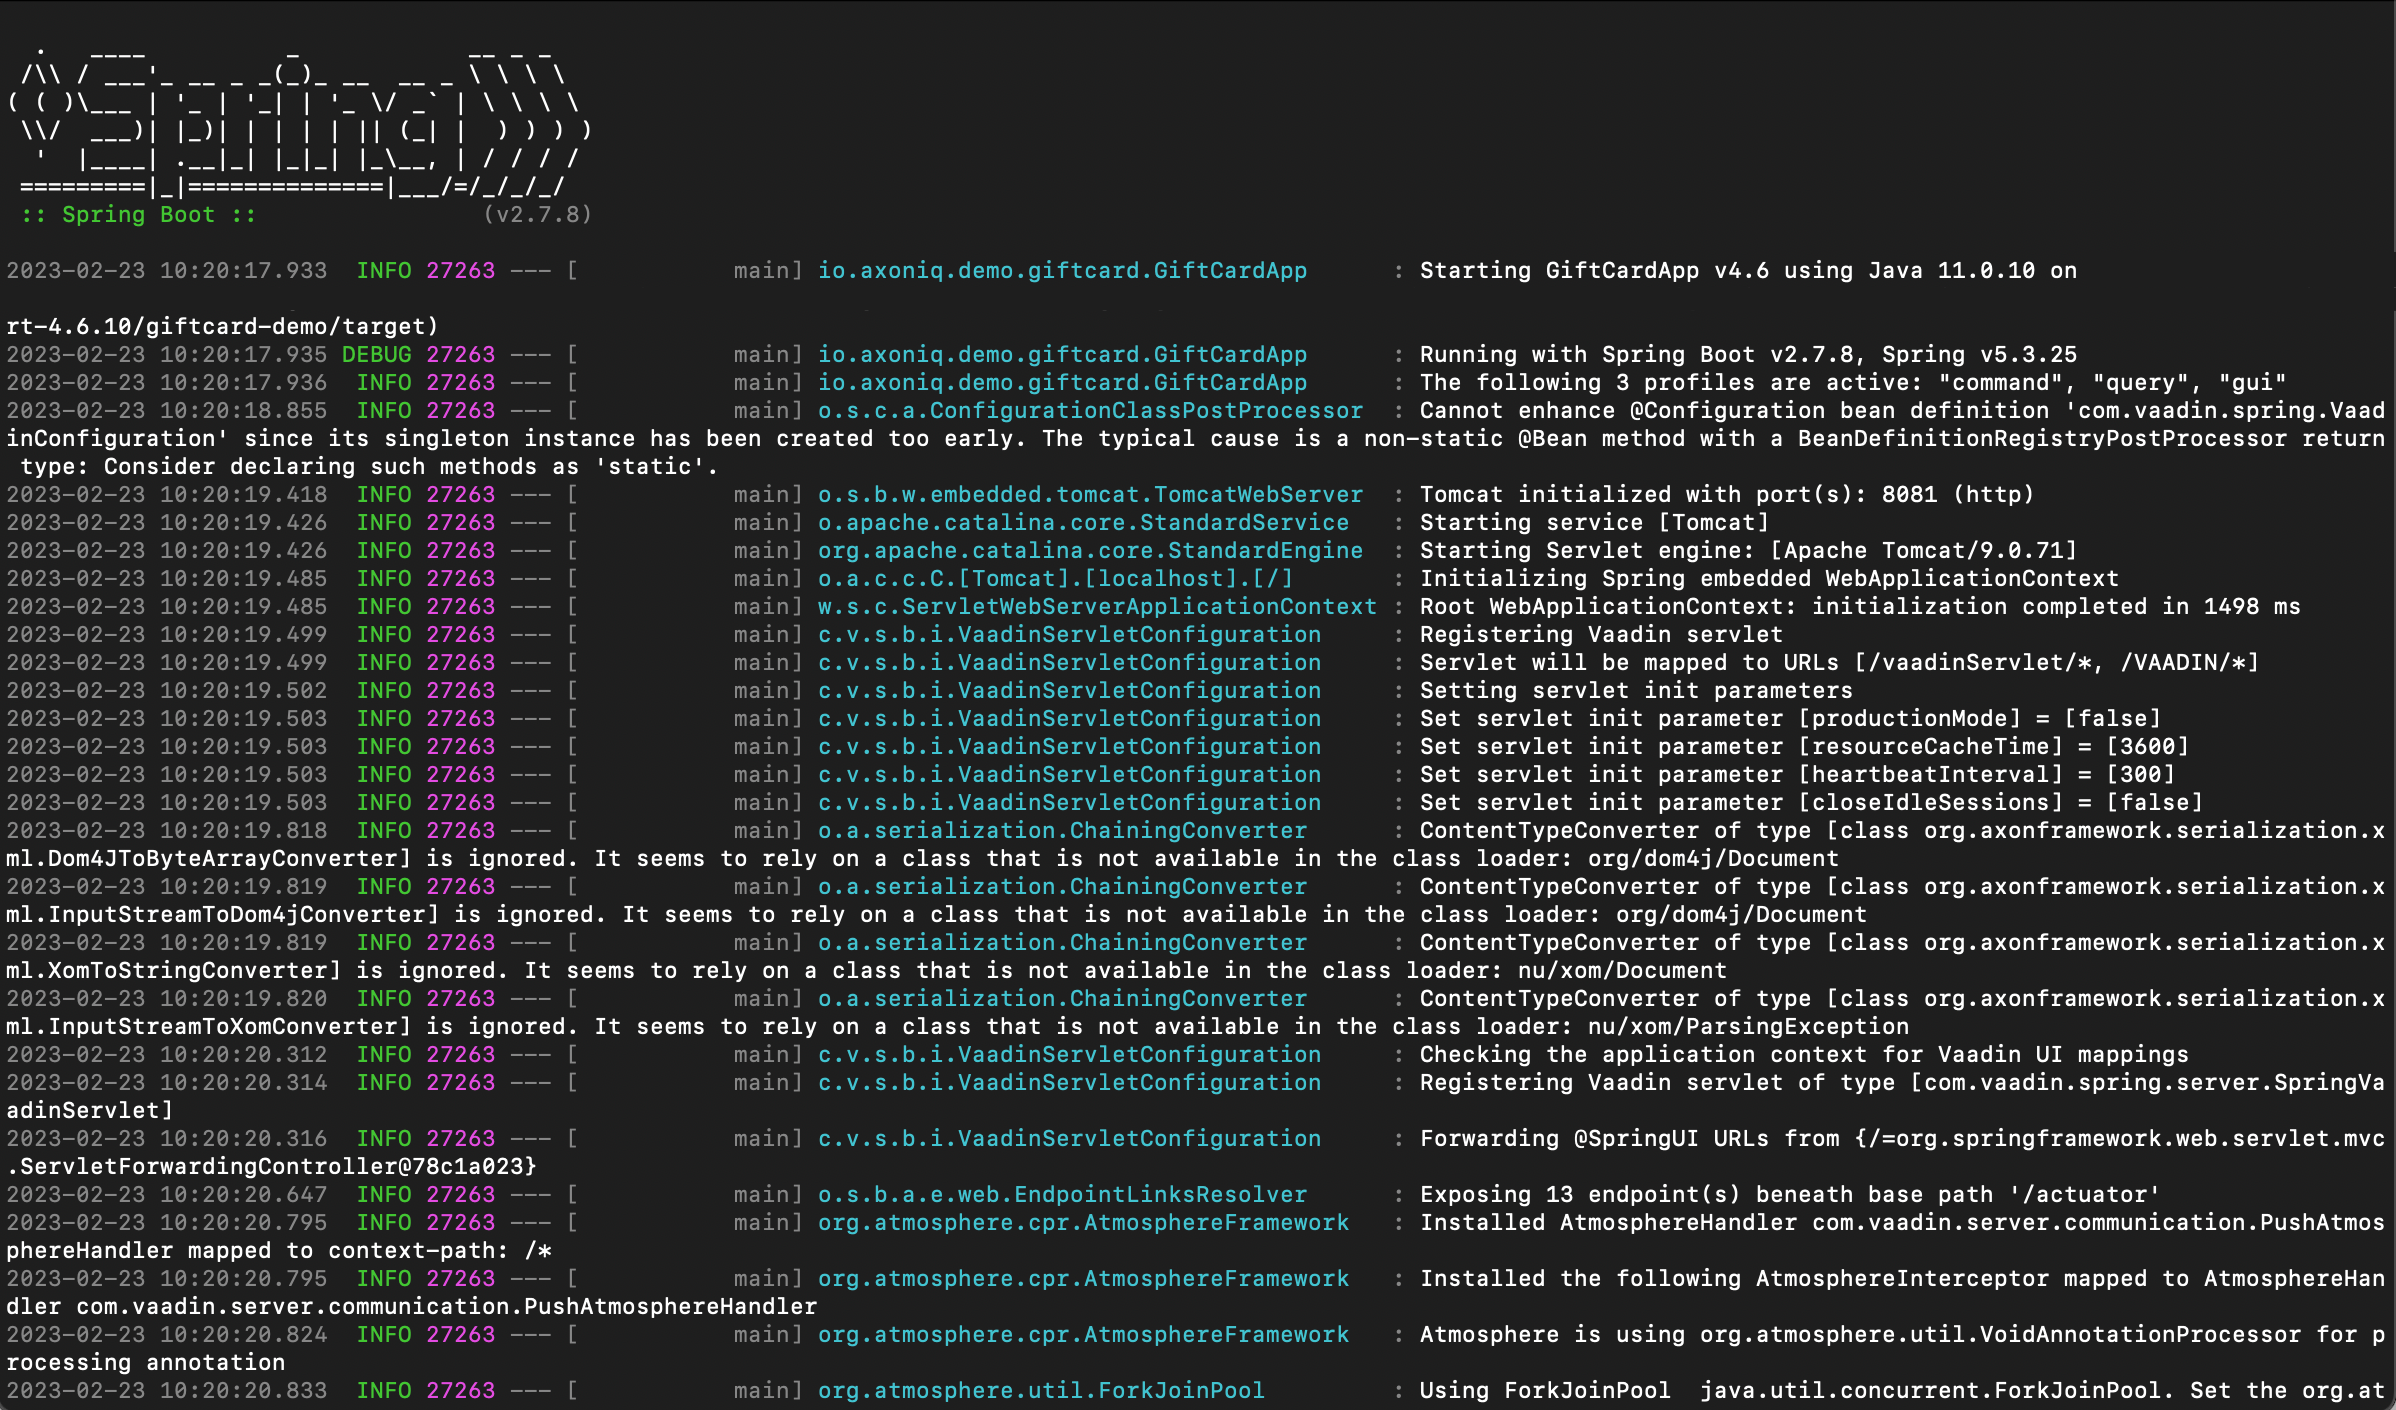 .   ____          _            __ _ _
 /\\ / ___'_ __ _ _(_)_ __  __ _ \ \ \ \
( ( )\___ | '_ | '_| | '_ \/ _` | \ \ \ \
 \\/  ___)| |_)| | | | | || (_| |  ) ) ) )
  '  |____| .__|_| |_|_| |_\__, | / / / /
 =========|_|==============|___/=/_/_/_/
 :: Spring Boot ::                (v2.7.8)
2023-02-23 10:20:17.933  INFO 27263 --- [           main] io.axoniq.demo.giftcard.GiftCardApp      : Starting GiftCardApp v4.6 using Java 11.0.10 on
rt-4.6.10/giftcard-demo/target)
2023-02-23 10:20:17.935 DEBUG 27263 --- [           main] io.axoniq.demo.giftcard.GiftCardApp      : Running with Spring Boot v2.7.8, Spring v5.3.25
2023-02-23 10:20:17.936  INFO 27263 --- [           main] io.axoniq.demo.giftcard.GiftCardApp      : The following 3 profiles are active: "command", "query", "gui"
2023-02-23 10:20:18.855  INFO 27263 --- [           main] o.s.c.a.ConfigurationClassPostProcessor  : Cannot enhance @Configuration bean definition 'com.vaadin.spring.Vaad
inConfiguration' since its singleton instance has been created too early. The typical cause is a non-static @Bean method with a BeanDefinitionRegistryPostProcessor return
 type: Consider declaring such methods as 'static'.
2023-02-23 10:20:19.418  INFO 27263 --- [           main] o.s.b.w.embedded.tomcat.TomcatWebServer  : Tomcat initialized with port(s): 8081 (http)
2023-02-23 10:20:19.426  INFO 27263 --- [           main] o.apache.catalina.core.StandardService   : Starting service [Tomcat]
2023-02-23 10:20:19.426  INFO 27263 --- [           main] org.apache.catalina.core.StandardEngine  : Starting Servlet engine: [Apache Tomcat/9.0.71]
2023-02-23 10:20:19.485  INFO 27263 --- [           main] o.a.c.c.C.[Tomcat].[localhost].[/]       : Initializing Spring embedded WebApplicationContext
2023-02-23 10:20:19.485  INFO 27263 --- [           main] w.s.c.ServletWebServerApplicationContext : Root WebApplicationContext: initialization completed in 1498 ms
2023-02-23 10:20:19.499  INFO 27263 --- [           main] c.v.s.b.i.VaadinServletConfiguration     : Registering Vaadin servlet
2023-02-23 10:20:19.499  INFO 27263 --- [           main] c.v.s.b.i.VaadinServletConfiguration     : Servlet will be mapped to URLs [/vaadinServlet/*, /VAADIN/*]
2023-02-23 10:20:19.502  INFO 27263 --- [           main] c.v.s.b.i.VaadinServletConfiguration     : Setting servlet init parameters
2023-02-23 10:20:19.503  INFO 27263 --- [           main] c.v.s.b.i.VaadinServletConfiguration     : Set servlet init parameter [productionMode] = [false]
2023-02-23 10:20:19.503  INFO 27263 --- [           main] c.v.s.b.i.VaadinServletConfiguration     : Set servlet init parameter [resourceCacheTime] = [3600]
2023-02-23 10:20:19.503  INFO 27263 --- [           main] c.v.s.b.i.VaadinServletConfiguration     : Set servlet init parameter [heartbeatInterval] = [300]
2023-02-23 10:20:19.503  INFO 27263 --- [           main] c.v.s.b.i.VaadinServletConfiguration     : Set servlet init parameter [closeIdleSessions] = [false]
2023-02-23 10:20:19.818  INFO 27263 --- [           main] o.a.serialization.ChainingConverter      : ContentTypeConverter of type [class org.axonframework.serialization.x
ml.Dom4JToByteArrayConverter] is ignored. It seems to rely on a class that is not available in the class loader: org/dom4j/Document
2023-02-23 10:20:19.819  INFO 27263 --- [           main] o.a.serialization.ChainingConverter      : ContentTypeConverter of type [class org.axonframework.serialization.x
ml.InputStreamToDom4jConverter] is ignored. It seems to rely on a class that is not available in the class loader: org/dom4j/Document
2023-02-23 10:20:19.819  INFO 27263 --- [           main] o.a.serialization.ChainingConverter      : ContentTypeConverter of type [class org.axonframework.serialization.x
ml.XomToStringConverter] is ignored. It seems to rely on a class that is not available in the class loader: nu/xom/Document
2023-02-23 10:20:19.820  INFO 27263 --- [           main] o.a.serialization.ChainingConverter      : ContentTypeConverter of type [class org.axonframework.serialization.x
ml.InputStreamToXomConverter] is ignored. It seems to rely on a class that is not available in the class loader: nu/xom/ParsingException
2023-02-23 10:20:20.312  INFO 27263 --- [           main] c.v.s.b.i.VaadinServletConfiguration     : Checking the application context for Vaadin UI mappings
2023-02-23 10:20:20.314  INFO 27263 --- [           main] c.v.s.b.i.VaadinServletConfiguration     : Registering Vaadin servlet of type [com.vaadin.spring.server.SpringVa
adinServlet]
2023-02-23 10:20:20.316  INFO 27263 --- [           main] c.v.s.b.i.VaadinServletConfiguration     : Forwarding @SpringUI URLs from {/=org.springframework.web.servlet.mvc
.ServletForwardingController@78c1a023}
2023-02-23 10:20:20.647  INFO 27263 --- [           main] o.s.b.a.e.web.EndpointLinksResolver      : Exposing 13 endpoint(s) beneath base path '/actuator'
2023-02-23 10:20:20.795  INFO 27263 --- [           main] org.atmosphere.cpr.AtmosphereFramework   : Installed AtmosphereHandler com.vaadin.server.communication.PushAtmos
phereHandler mapped to context-path: /*
2023-02-23 10:20:20.795  INFO 27263 --- [           main] org.atmosphere.cpr.AtmosphereFramework   : Installed the following AtmosphereInterceptor mapped to AtmosphereHan
dler com.vaadin.server.communication.PushAtmosphereHandler
2023-02-23 10:20:20.824  INFO 27263 --- [           main] org.atmosphere.cpr.AtmosphereFramework   : Atmosphere is using org.atmosphere.util.VoidAnnotationProcessor for p
rocessing annotation
2023-02-23 10:20:20.833  INFO 27263 --- [           main] org.atmosphere.util.ForkJoinPool         : Using ForkJoinPool  java.util.concurrent.ForkJoinPool. Set the org.at